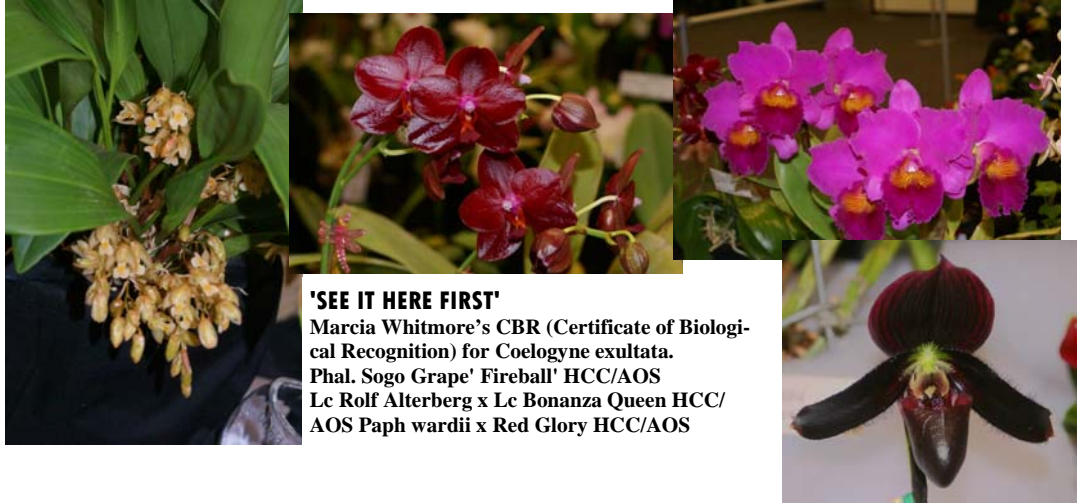 'SEE IT HERE FIRST'
Marcia Whitmore's CBR (Certificate of Biologi-
cal Recognition) for Coelogyne exultata.
Phal. Sogo Grape' Fireball' HCC/AOS
Lc Rolf Alterberg x Lc Bonanza Queen HCC/
AOS Paph wardii x Red Glory HCC/AOS